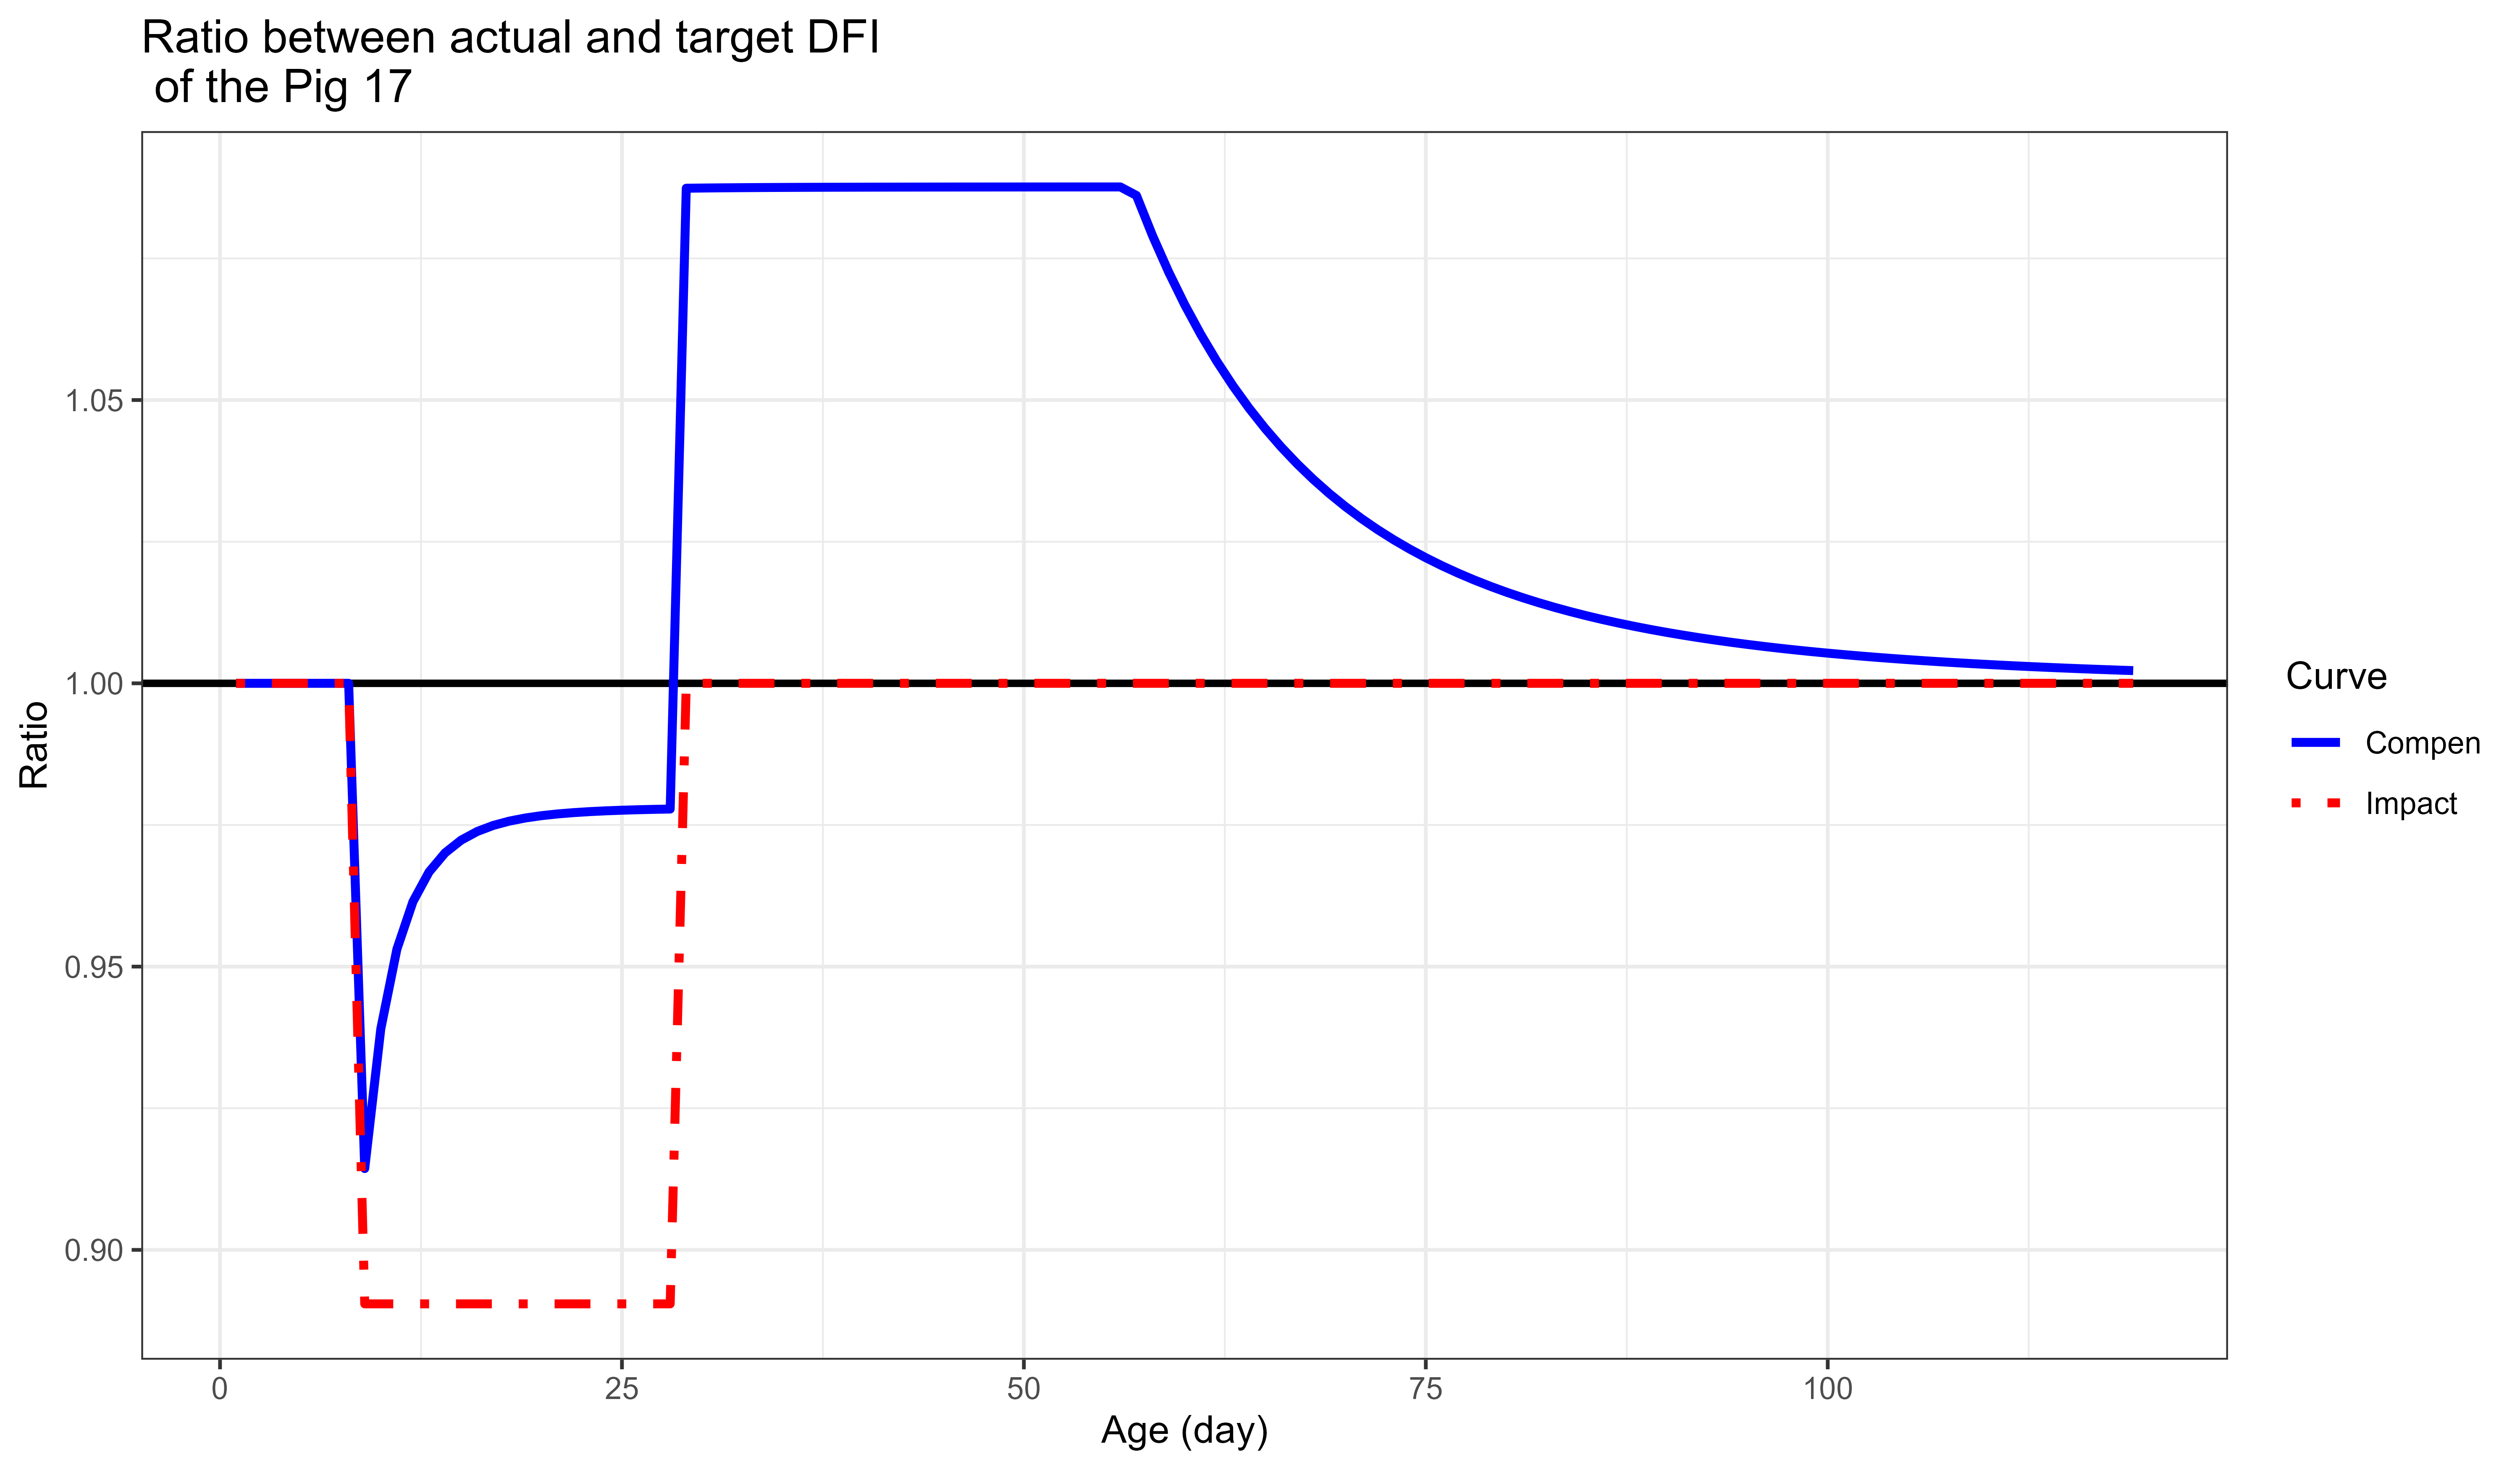 Ratio between actual and target DFI
of the Pig 17
Ratio
1.05
1.00
0.95
0.90
0
25
50
75
100
Age (day)
Curve
Compen
Impact